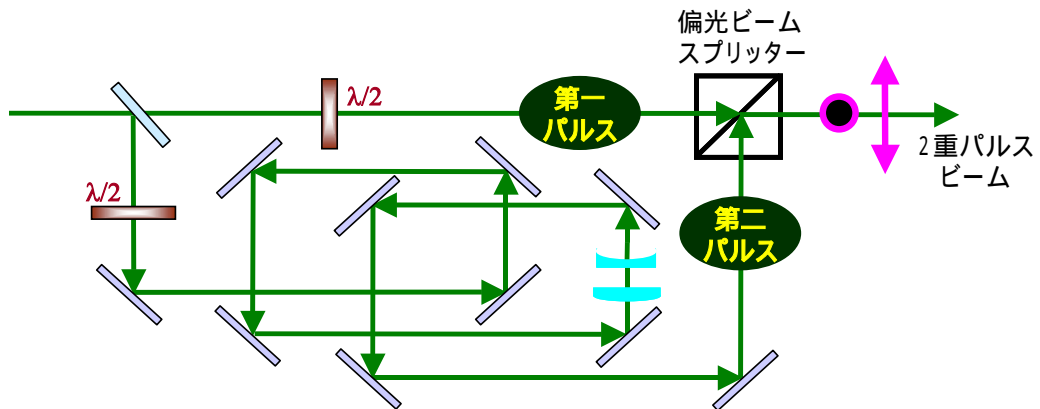 偏光ビーム
スプリッター
λ/2
第一
パルス
2重パルス
ビーム
λ/2
第二
パルス